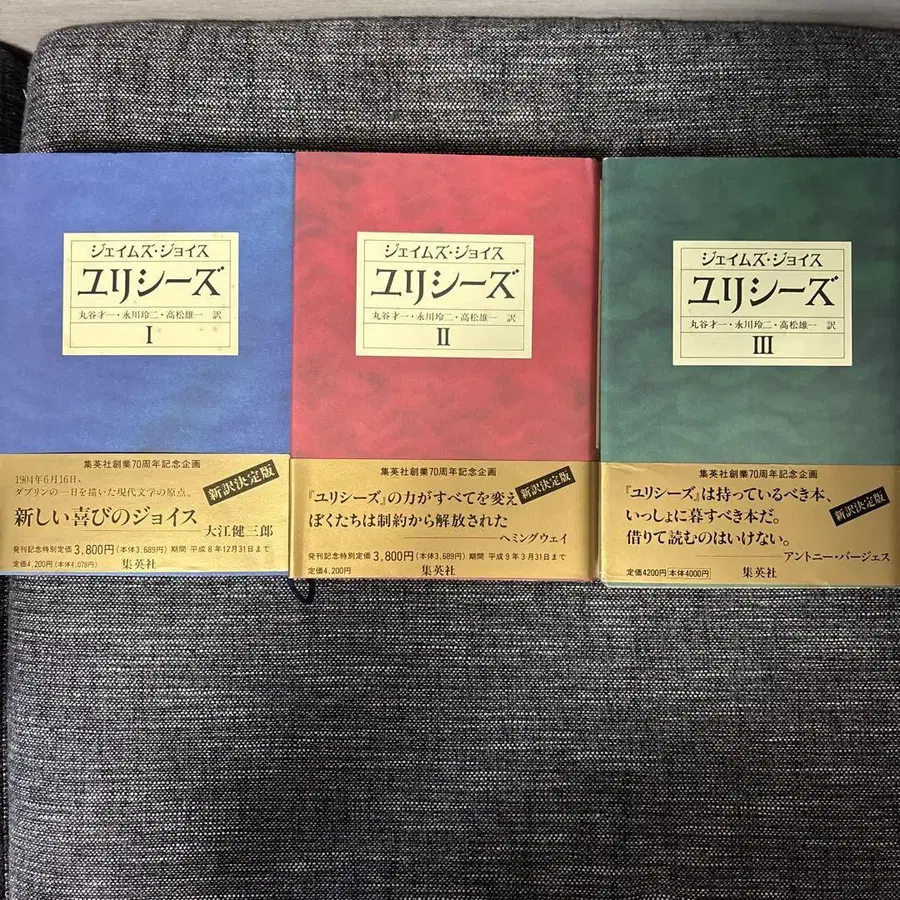 ジェイムズ・ジョイス
ユリシーズ
丸谷才一・永川玲二・高松雄一 訳
I
集英社創業70周年記念企画
1904年6月16日、
ダブリンの一日を描いた現代文学の原点。
新訳決定版
新しい喜びのジョイス
大江健三郎
発刊記念特別定価 3,800円(本体3,689円) 期間 平成8年12月31日まで
定価4,200円(本体4,078円)
集英社
ジェイムズ・ジョイス
ユリシーズ
丸谷才一・永川玲二・高松雄一 訳
II
集英社創業70周年記念企画
『ユリシーズ』の力がすべてを変え
新訳決定版
ぼくたちは制約から解放された
──ヘミングウェイ
発刊記念特別定価 3,800円(本体3,689円) 期間 平成9年3月31日まで
定価4,200円
集英社
ジェイムズ・ジョイス
ユリシーズ
丸谷才一・永川玲二・高松雄一 訳
III
集英社創業70周年記念企画
『ユリシーズ』は持っているべき本、
いっしょに暮すべき本だ。
新訳決定版
借りて読むのはいけない。
──アントニー・バージェス
定価4200円 本体4000円
集英社